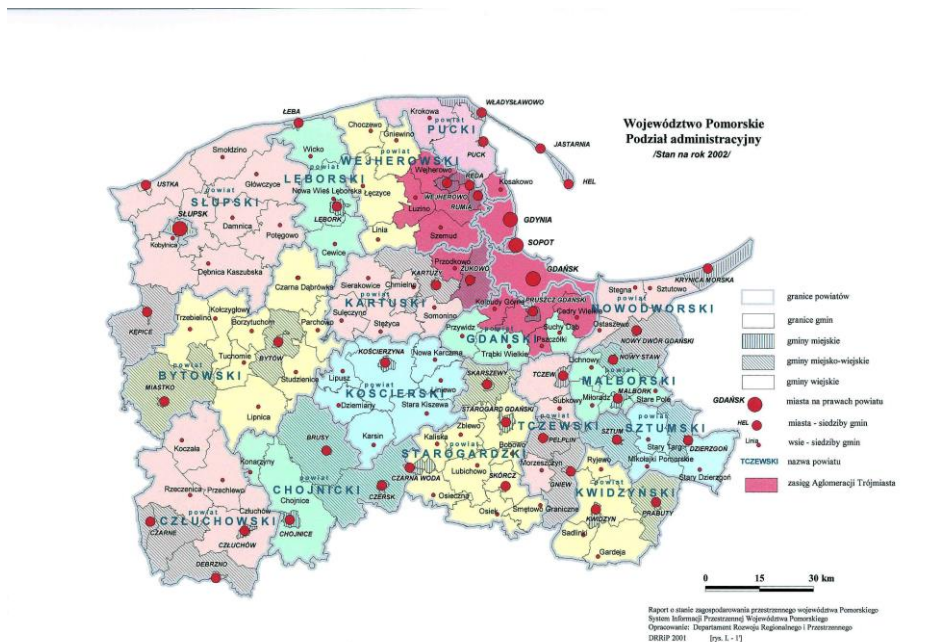 Województwo Pomorskie
Podział administracyjny
/Stan na rok 2002/
WŁADYSŁAWOWO
ŁEBA
Krokowa
powiat
PUCKI
JASTARNIA
Choczewo
Gniewino
PUCK
Smołdzino
Wicko
powiat
WEJHEROWSKI
HEL
USTKA
Główczyce
powiat
LĘBORSKI
Wejherowo
REDA
Kosakowo
powiat
SŁUPSKI
Nowa Wieś Lęborska
Łęczyce
WEJHEROWO
RUMIA
SŁUPSK
Damnica
LĘBORK
Luzino
GDYNIA
Kobylnica
Potęgowo
Linia
Szemud
SOPOT
Cewice
Dębnica Kaszubska
Przodkowo
KARTUZY
ŻUKOWO
GDAŃSK
KRYNICA MORSKA
Czarna Dąbrówka
Sierakowice
Chmielno
Stegna
Sztutowo
powiat
KARTUSKI
Kolbudy Górne
PRUSZCZ GDAŃSKI
Cedry Wielkie
powiat
NOWODWORSKI
KĘPICE
Kołczygłowy
Trzebielino
Borzytuchom
Parchowo
Sulęczyno
Somonino
Stężyca
Przywidz
powiat
GDAŃSKI
Suchy Dąb
Ostaszewo
Pszczółki
NOWY DWÓR GDAŃSKI
Tuchomie
BYTÓW
KOŚCIERZYNA
Nowa Karczma
Trąbki Wielkie
Lichnowy
NOWY STAW
powiat
BYTOWSKI
Studzienice
Lipusz
powiat
KOŚCIERSKI
Liniewo
SKARSZEWY
TCZEW
powiat
MALBORSKI
MIASTKO
Dziemiany
Stara Kiszewa
STAROGARD GDAŃSKI
Subkowy
Miłoradz
MALBORK
Stare Pole
Lipnica
BRUSY
Karsin
Zblewo
Kaliska
Bobowo
powiat
TCZEWSKI
PELPLIN
SZTUM
powiat
SZTUMSKI
Stary Targ
DZIERZGOŃ
Koczała
Konarzyny
powiat
STAROGARDZKI
Lubichowo
Morzeszczyn
Mikołajki Pomorskie
Stary Dzierzgoń
Rzeczenica
Przechlewo
powiat
CHOJNICKI
CZARNA WODA
CZERSK
Osieczna
SKÓRCZ
GNIEW
Ryjewo
powiat
KWIDZYŃSKI
Chojnice
Osiek
Smętowo Graniczne
PRABUTY
powiat
CZŁUCHOWSKI
Człuchów
CHOJNICE
KWIDZYN
CZARNE
CZŁUCHÓW
Sadlinki
DEBRZNO
Gardeja
granice powiatów
granice gmin
gminy miejskie
gminy miejsko-wiejskie
gminy wiejskie
GDAŃSK miasta na prawach powiatu
HEL miasta - siedziby gmin
Linia wsie - siedziby gmin
TCZEWSKI nazwa powiatu
zasięg Aglomeracji Trójmiasta
0 15 30 km
Raport o stanie zagospodarowania przestrzennego województwa Pomorskiego
System Informacji Przestrzennej Województwa Pomorskiego
Opracowanie: Departament Rozwoju Regionalnego i Przestrzennego
DRRiP 2001 [rys. I. - 1']